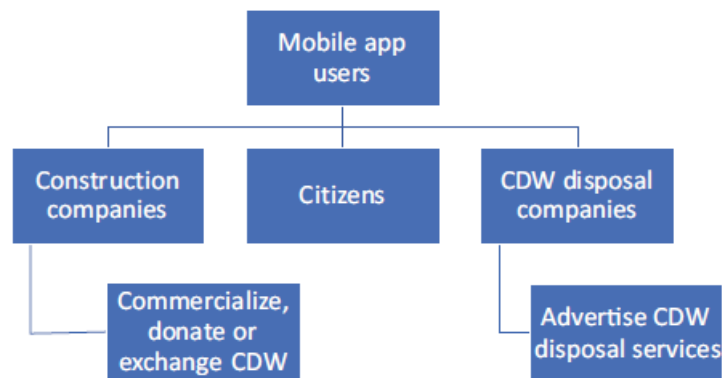 Mobile app
users
Construction
companies
Citizens
CDW disposal
companies
Commercialize,
donate or
exchange CDW
Advertise CDW
disposal services